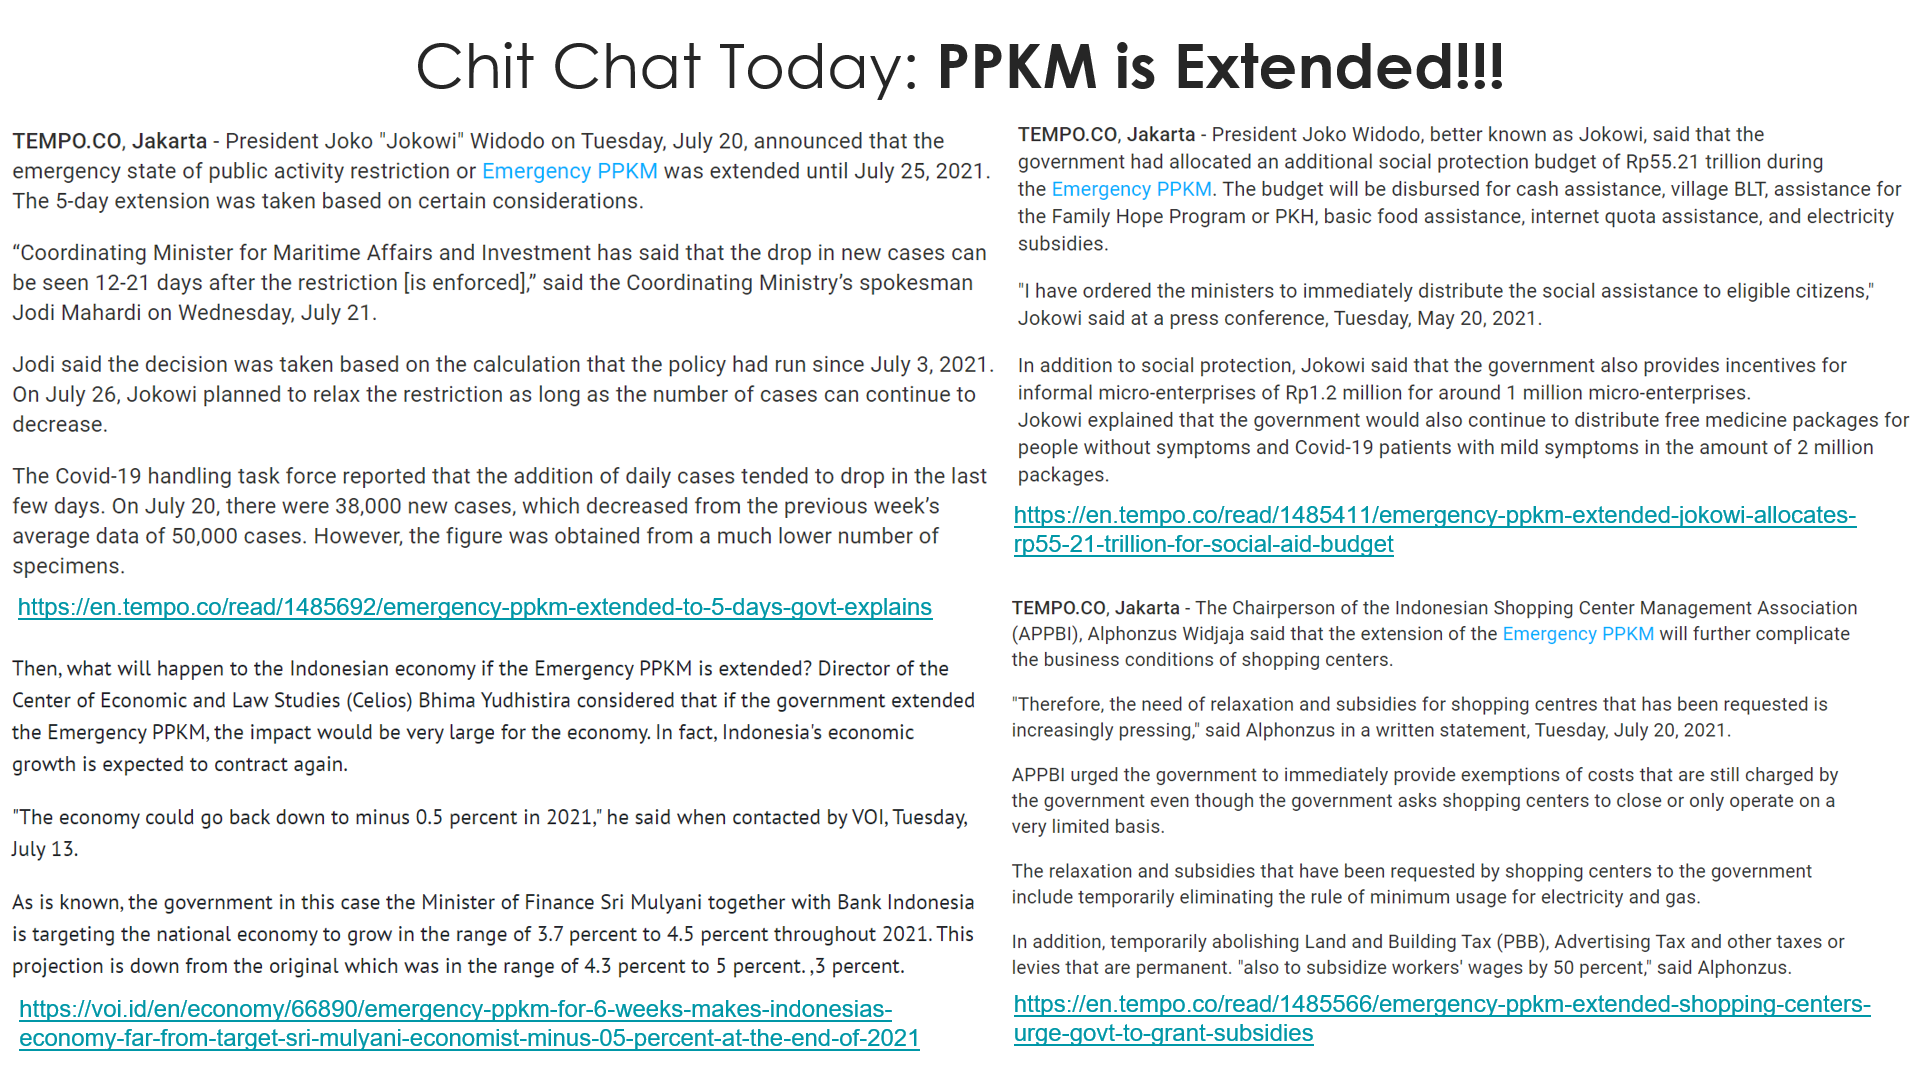 Chit Chat Today: PPKM is Extended!!!
TEMPO.CO, Jakarta - President Joko "Jokowi" Widodo on Tuesday, July 20, announced that the
emergency state of public activity restriction or Emergency PPKM was extended until July 25, 2021.
The 5-day extension was taken based on certain considerations.
“Coordinating Minister for Maritime Affairs and Investment has said that the drop in new cases can
be seen 12-21 days after the restriction [is enforced],” said the Coordinating Ministry’s spokesman
Jodi Mahardi on Wednesday, July 21.
Jodi said the decision was taken based on the calculation that the policy had run since July 3, 2021.
On July 26, Jokowi planned to relax the restriction as long as the number of cases can continue to
decrease.
The Covid-19 handling task force reported that the addition of daily cases tended to drop in the last
few days. On July 20, there were 38,000 new cases, which decreased from the previous week’s
average data of 50,000 cases. However, the figure was obtained from a much lower number of
specimens.
https://en.tempo.co/read/1485692/emergency-ppkm-extended-to-5-days-govt-explains
Then, what will happen to the Indonesian economy if the Emergency PPKM is extended? Director of the
Center of Economic and Law Studies (Celios) Bhima Yudhistira considered that if the government extended
the Emergency PPKM, the impact would be very large for the economy. In fact, Indonesia's economic
growth is expected to contract again.
"The economy could go back down to minus 0.5 percent in 2021," he said when contacted by VOI, Tuesday,
July 13.
As is known, the government in this case the Minister of Finance Sri Mulyani together with Bank Indonesia
is targeting the national economy to grow in the range of 3.7 percent to 4.5 percent throughout 2021. This
projection is down from the original which was in the range of 4.3 percent to 5 percent. ,3 percent.
https://voi.id/en/economy/66890/emergency-ppkm-for-6-weeks-makes-indonesias-
economy-far-from-target-sri-mulyani-economist-minus-05-percent-at-the-end-of-2021
TEMPO.CO, Jakarta - President Joko Widodo, better known as Jokowi, said that the
government had allocated an additional social protection budget of Rp55.21 trillion during
the Emergency PPKM. The budget will be disbursed for cash assistance, village BLT, assistance for
the Family Hope Program or PKH, basic food assistance, internet quota assistance, and electricity
subsidies.
"I have ordered the ministers to immediately distribute the social assistance to eligible citizens,"
Jokowi said at a press conference, Tuesday, May 20, 2021.
In addition to social protection, Jokowi said that the government also provides incentives for
informal micro-enterprises of Rp1.2 million for around 1 million micro-enterprises.
Jokowi explained that the government would also continue to distribute free medicine packages for
people without symptoms and Covid-19 patients with mild symptoms in the amount of 2 million
packages.
https://en.tempo.co/read/1485411/emergency-ppkm-extended-jokowi-allocates-
rp55-21-trillion-for-social-aid-budget
TEMPO.CO, Jakarta - The Chairperson of the Indonesian Shopping Center Management Association
(APPBI), Alphonzus Widjaja said that the extension of the Emergency PPKM will further complicate
the business conditions of shopping centers.
"Therefore, the need of relaxation and subsidies for shopping centres that has been requested is
increasingly pressing," said Alphonzus in a written statement, Tuesday, July 20, 2021.
APPBI urged the government to immediately provide exemptions of costs that are still charged by
the government even though the government asks shopping centers to close or only operate on a
very limited basis.
The relaxation and subsidies that have been requested by shopping centers to the government
include temporarily eliminating the rule of minimum usage for electricity and gas.
In addition, temporarily abolishing Land and Building Tax (PBB), Advertising Tax and other taxes or
levies that are permanent. "also to subsidize workers' wages by 50 percent," said Alphonzus.
https://en.tempo.co/read/1485566/emergency-ppkm-extended-shopping-centers-
urge-govt-to-grant-subsidies